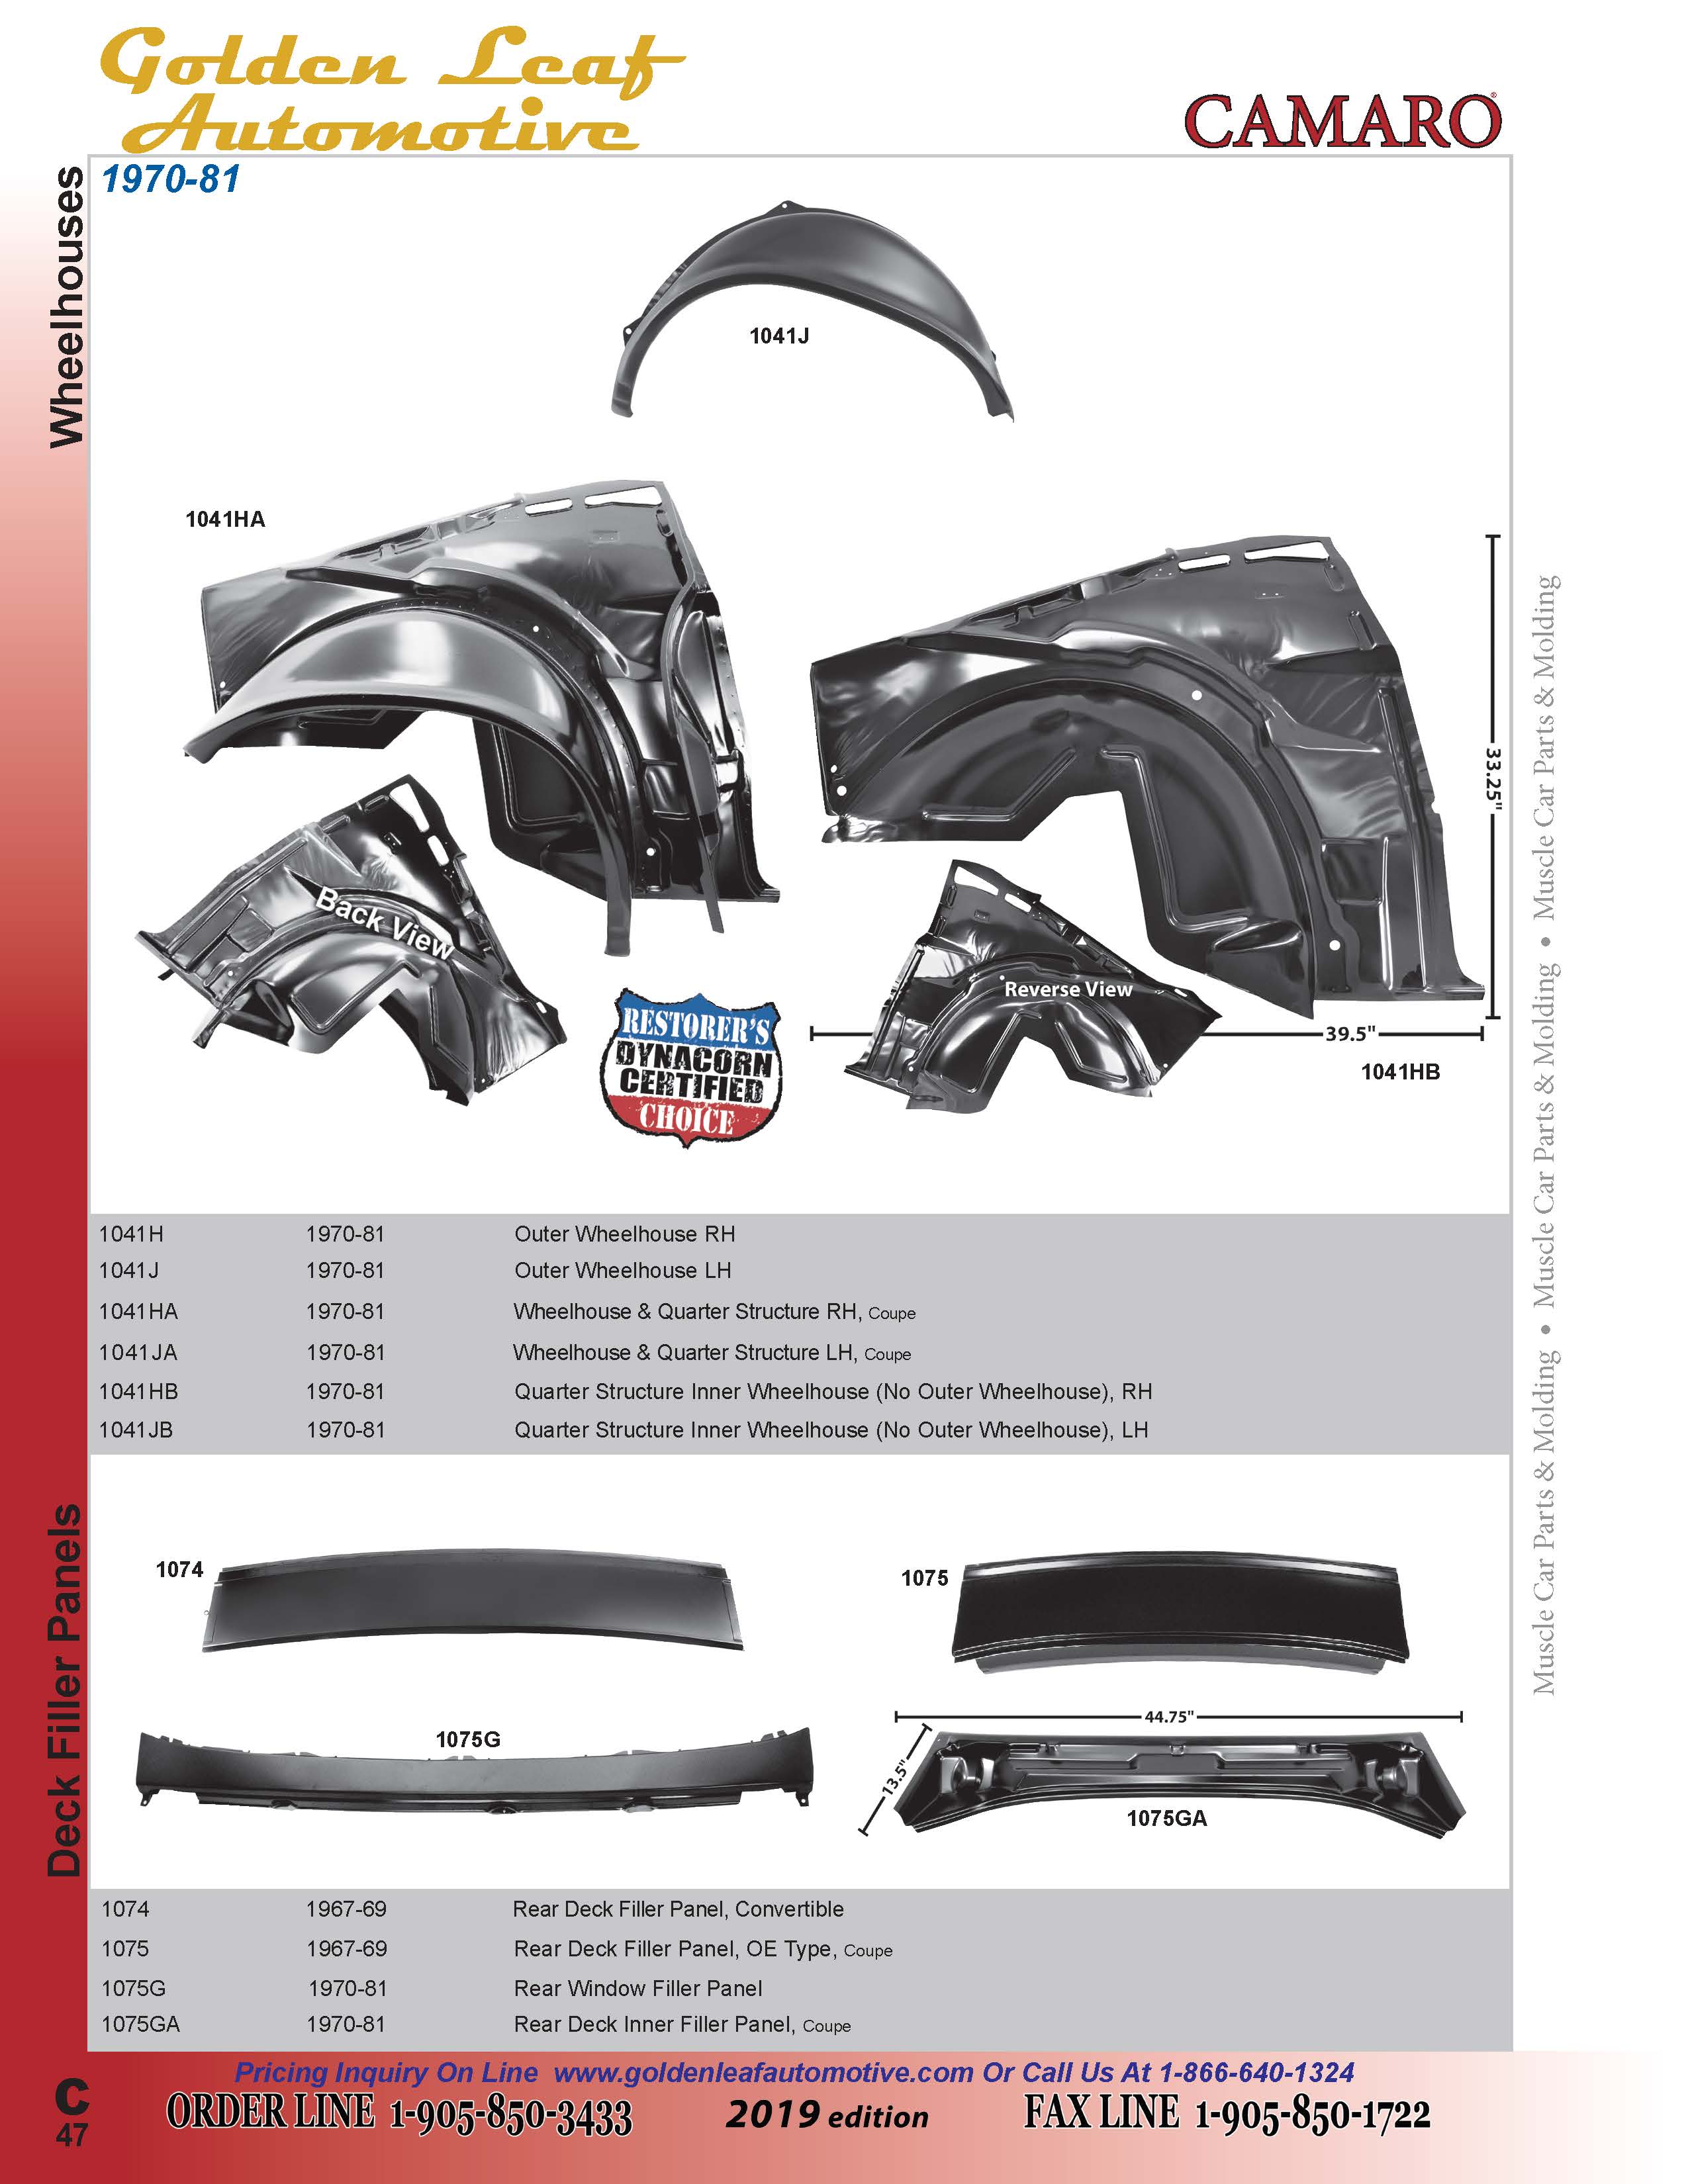 Golden Leaf
Automotive
CAMARO®
Wheelhouses
1970-81
1041J
1041HA
33.25"
Back View
Reverse View
39.5"
1041HB
RESTORER'S
DYNACORN
CERTIFIED
CHOICE
Muscle Car Parts & Molding • Muscle Car Parts & Molding • Muscle Car Parts & Molding
1041H 1970-81 Outer Wheelhouse RH
1041J 1970-81 Outer Wheelhouse LH
1041HA 1970-81 Wheelhouse & Quarter Structure RH, Coupe
1041JA 1970-81 Wheelhouse & Quarter Structure LH, Coupe
1041HB 1970-81 Quarter Structure Inner Wheelhouse (No Outer Wheelhouse), RH
1041JB 1970-81 Quarter Structure Inner Wheelhouse (No Outer Wheelhouse), LH
Deck Filler Panels
1074
1075
1075G
44.75"
13.5"
1075GA
1074 1967-69 Rear Deck Filler Panel, Convertible
1075 1967-69 Rear Deck Filler Panel, OE Type, Coupe
1075G 1970-81 Rear Window Filler Panel
1075GA 1970-81 Rear Deck Inner Filler Panel, Coupe
Pricing Inquiry On Line www.goldenleafautomotive.com Or Call Us At 1-866-640-1324
ORDER LINE 1-905-850-3433 2019 edition FAX LINE 1-905-850-1722
C
47